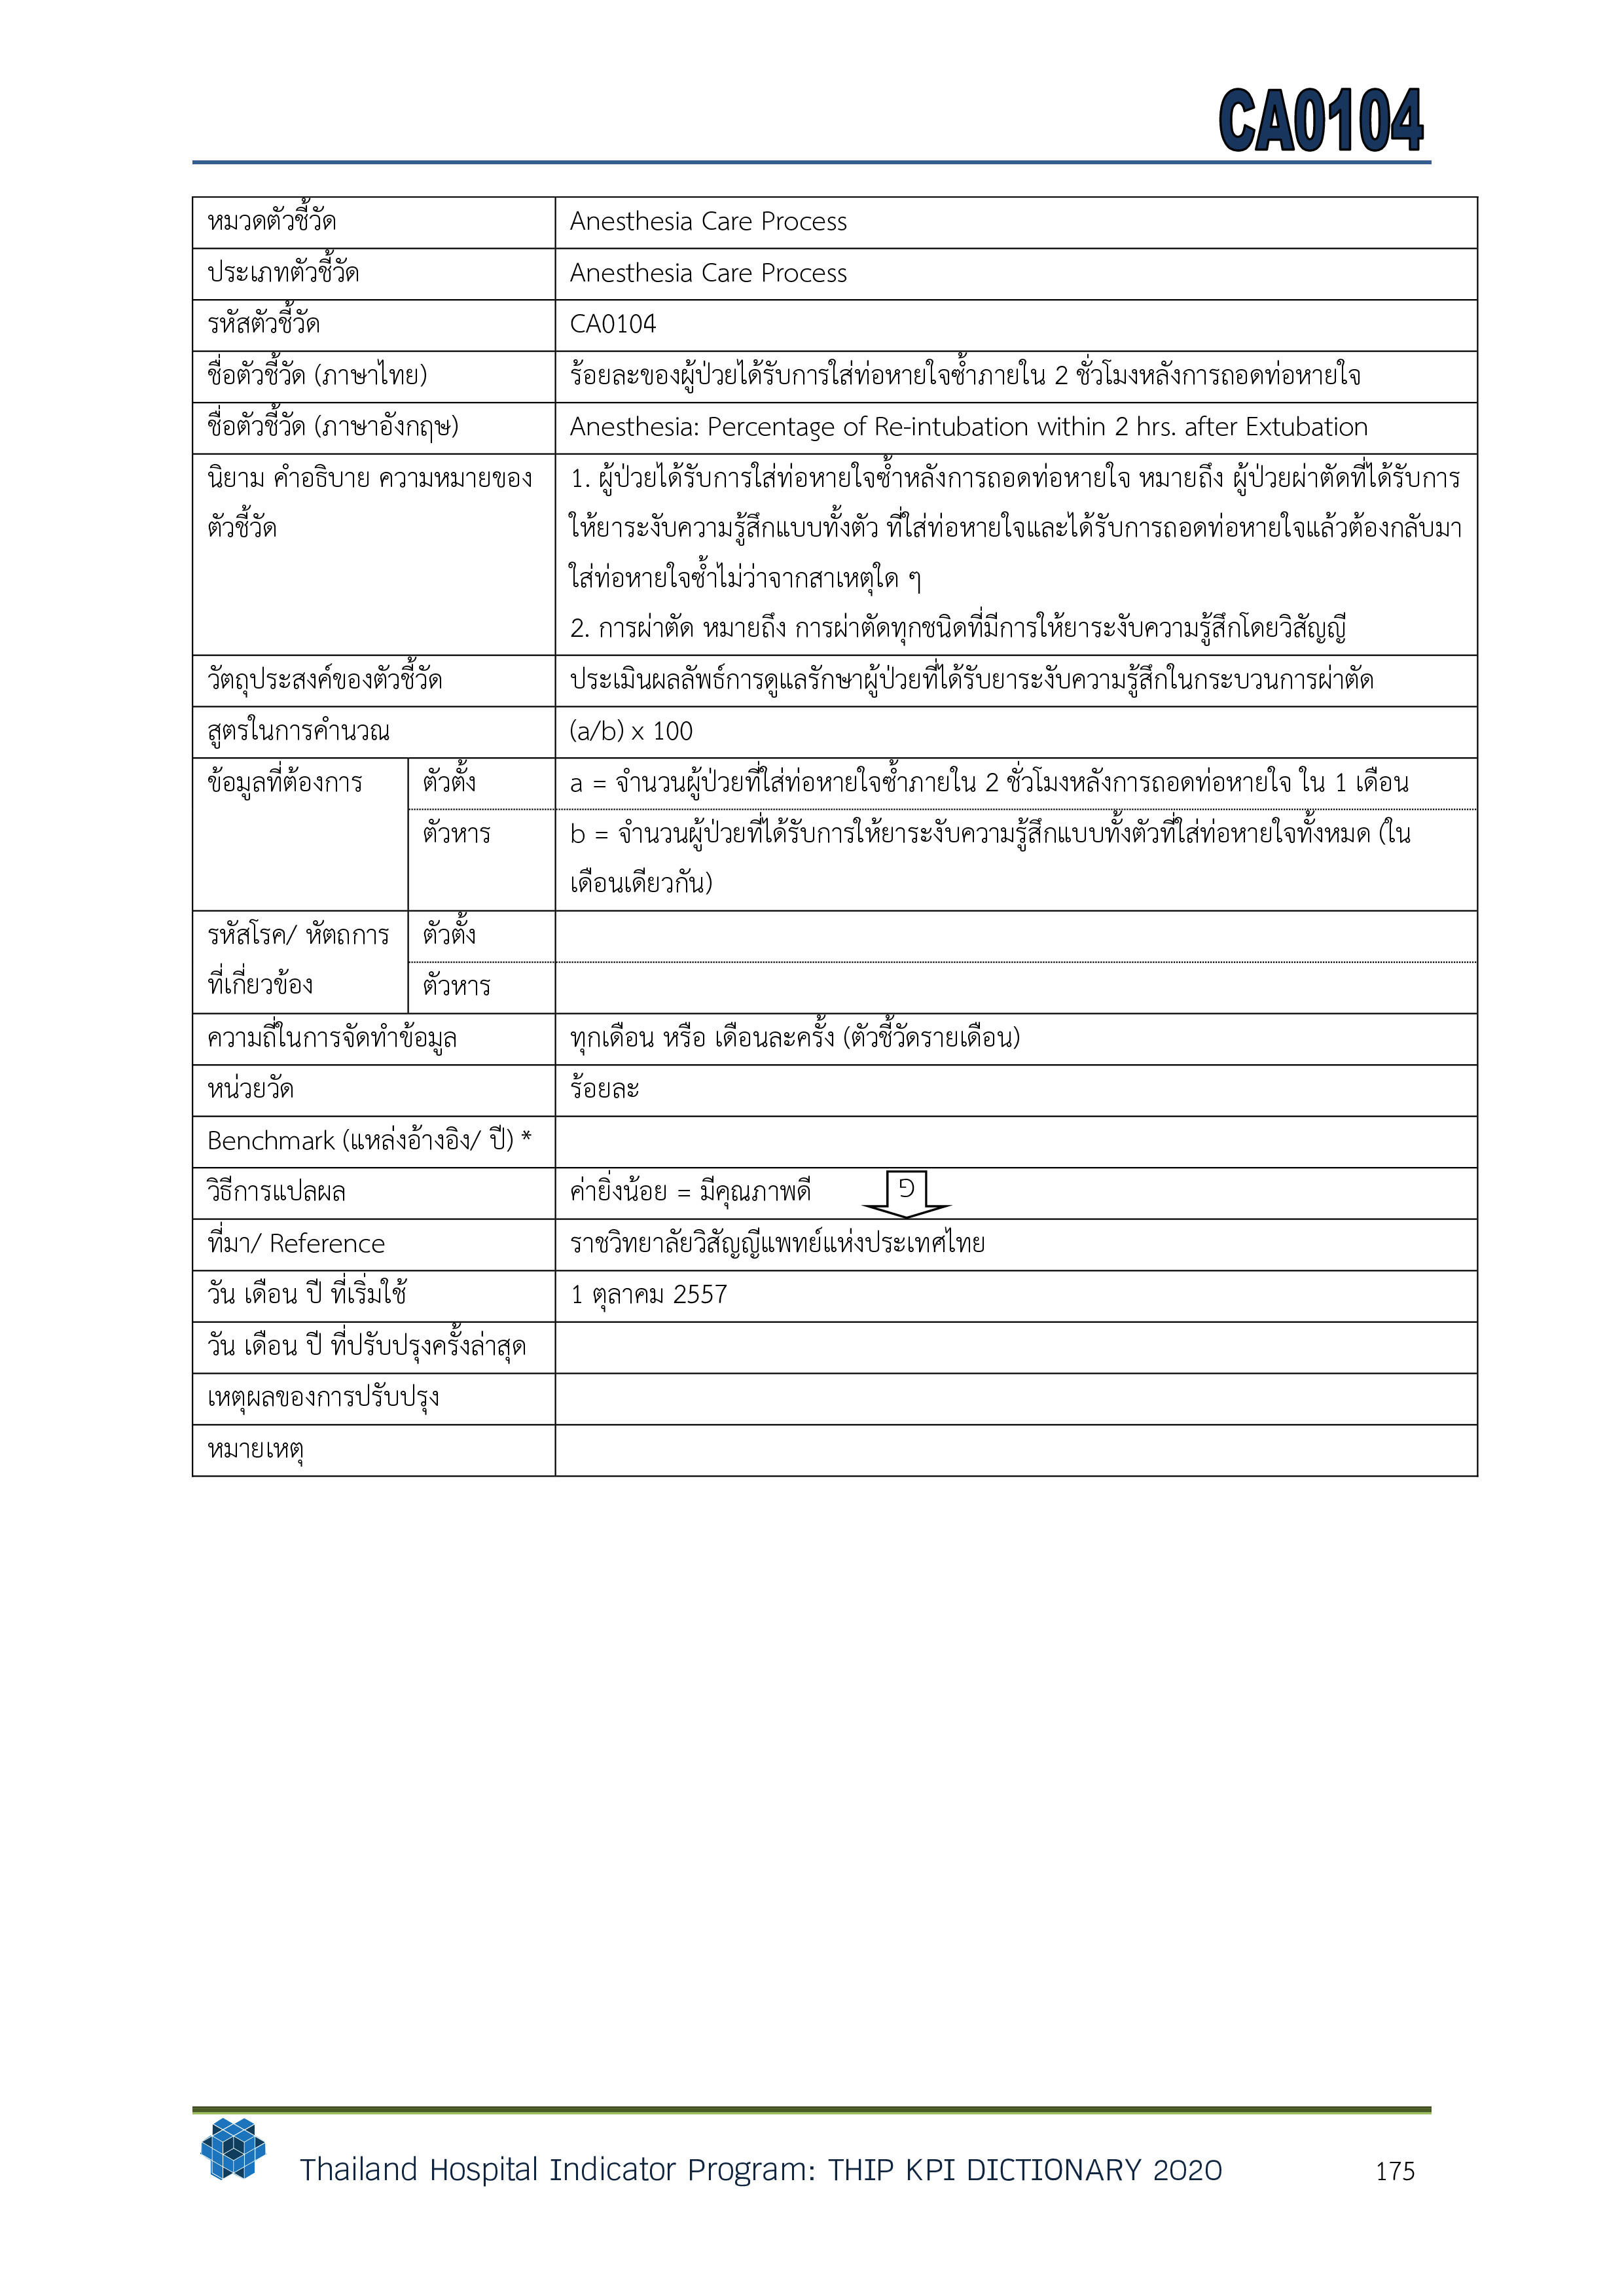 CA0104
หมวดตัวชี้วัด Anesthesia Care Process
ประเภทตัวชี้วัด Anesthesia Care Process
รหัสตัวชี้วัด CA0104
ชื่อตัวชี้วัด (ภาษาไทย) ร้อยละของผู้ป่วยได้รับการใส่ท่อหายใจซ้ำภายใน 2 ชั่วโมงหลังการถอดท่อหายใจ
ชื่อตัวชี้วัด (ภาษาอังกฤษ) Anesthesia: Percentage of Re-intubation within 2 hrs. after Extubation
นิยาม คำอธิบาย ความหมายของ 1. ผู้ป่วยได้รับการใส่ท่อหายใจซ้ำหลังการถอดท่อหายใจ หมายถึง ผู้ป่วยผ่าตัดที่ได้รับการ
ตัวชี้วัด ให้ยาระงับความรู้สึกแบบทั้งตัว ที่ใส่ท่อหายใจและได้รับการถอดท่อหายใจแล้วต้องกลับมา
ใส่ท่อหายใจซ้ำไม่ว่าจากสาเหตุใด ๆ
2. การผ่าตัด หมายถึง การผ่าตัดทุกชนิดที่มีการให้ยาระงับความรู้สึกโดยวิสัญญี
วัตถุประสงค์ของตัวชี้วัด ประเมินผลลัพธ์การดูแลรักษาผู้ป่วยที่ได้รับยาระงับความรู้สึกในกระบวนการผ่าตัด
สูตรในการคำนวณ (a/b) x 100
ข้อมูลที่ต้องการ ตัวตั้ง a = จำนวนผู้ป่วยที่ใส่ท่อหายใจซ้ำภายใน 2 ชั่วโมงหลังการถอดท่อหายใจ ใน 1 เดือน
ตัวหาร b = จำนวนผู้ป่วยที่ได้รับการให้ยาระงับความรู้สึกแบบทั้งตัวที่ใส่ท่อหายใจทั้งหมด (ใน
เดือนเดียวกัน)
รหัสโรค/ หัตถการ ตัวตั้ง
ที่เกี่ยวข้อง ตัวหาร
ความถี่ในการจัดทำข้อมูล ทุกเดือน หรือ เดือนละครั้ง (ตัวชี้วัดรายเดือน)
หน่วยวัด ร้อยละ
Benchmark (แหล่งอ้างอิง/ ปี) *
วิธีการแปลผล ค่ายิ่งน้อย = มีคุณภาพดี
ที่มา/ Reference ราชวิทยาลัยวิสัญญีแพทย์แห่งประเทศไทย
วัน เดือน ปี ที่เริ่มใช้ 1 ตุลาคม 2557
วัน เดือน ปี ที่ปรับปรุงครั้งล่าสุด
เหตุผลของการปรับปรุง
หมายเหตุ
Thailand Hospital Indicator Program: THIP KPI DICTIONARY 2020 175